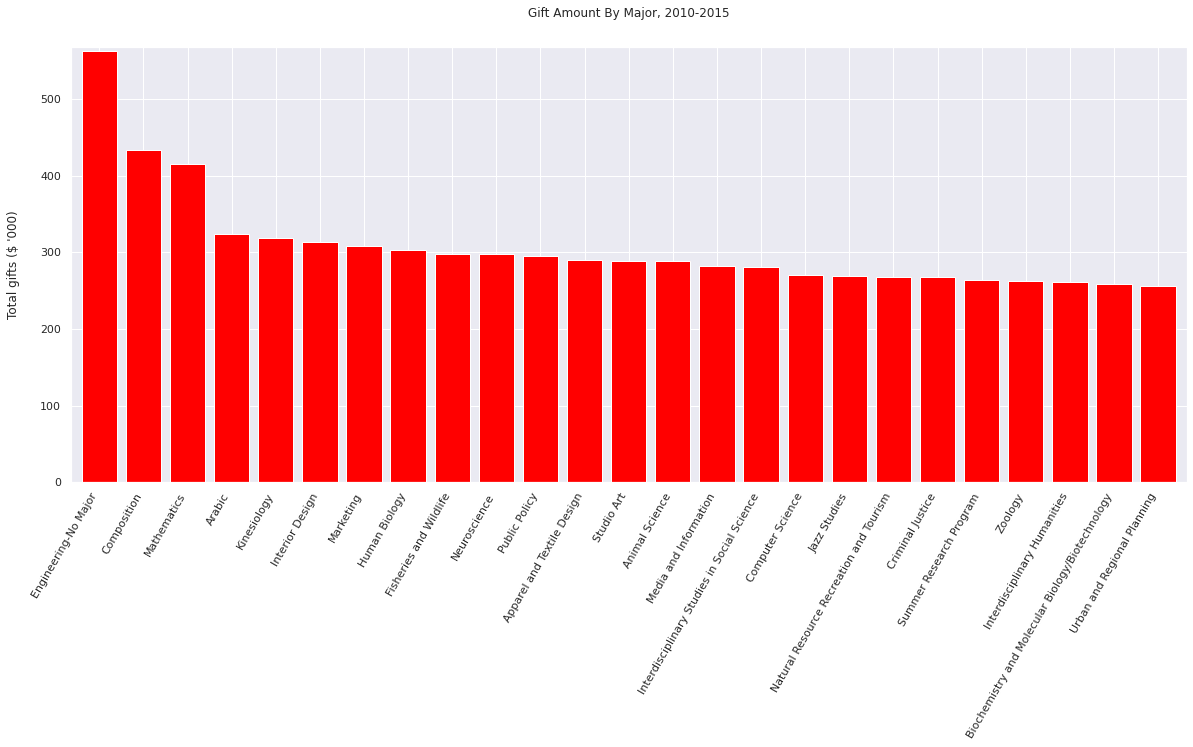 Gift Amount By Major, 2010-2015
Total gifts ($ '000)
500
400
300
200
100
0
Engineering-No Major
Composition
Mathematics
Arabic
Kinesiology
Interior Design
Marketing
Human Biology
Fisheries and Wildlife
Neuroscience
Public Policy
Apparel and Textile Design
Studio Art
Animal Science
Media and Information
Interdisciplinary Studies in Social Science
Computer Science
Jazz Studies
Natural Resource Recreation and Tourism
Criminal Justice
Summer Research Program
Zoology
Interdisciplinary Humanities
Biochemistry and Molecular Biology/Biotechnology
Urban and Regional Planning